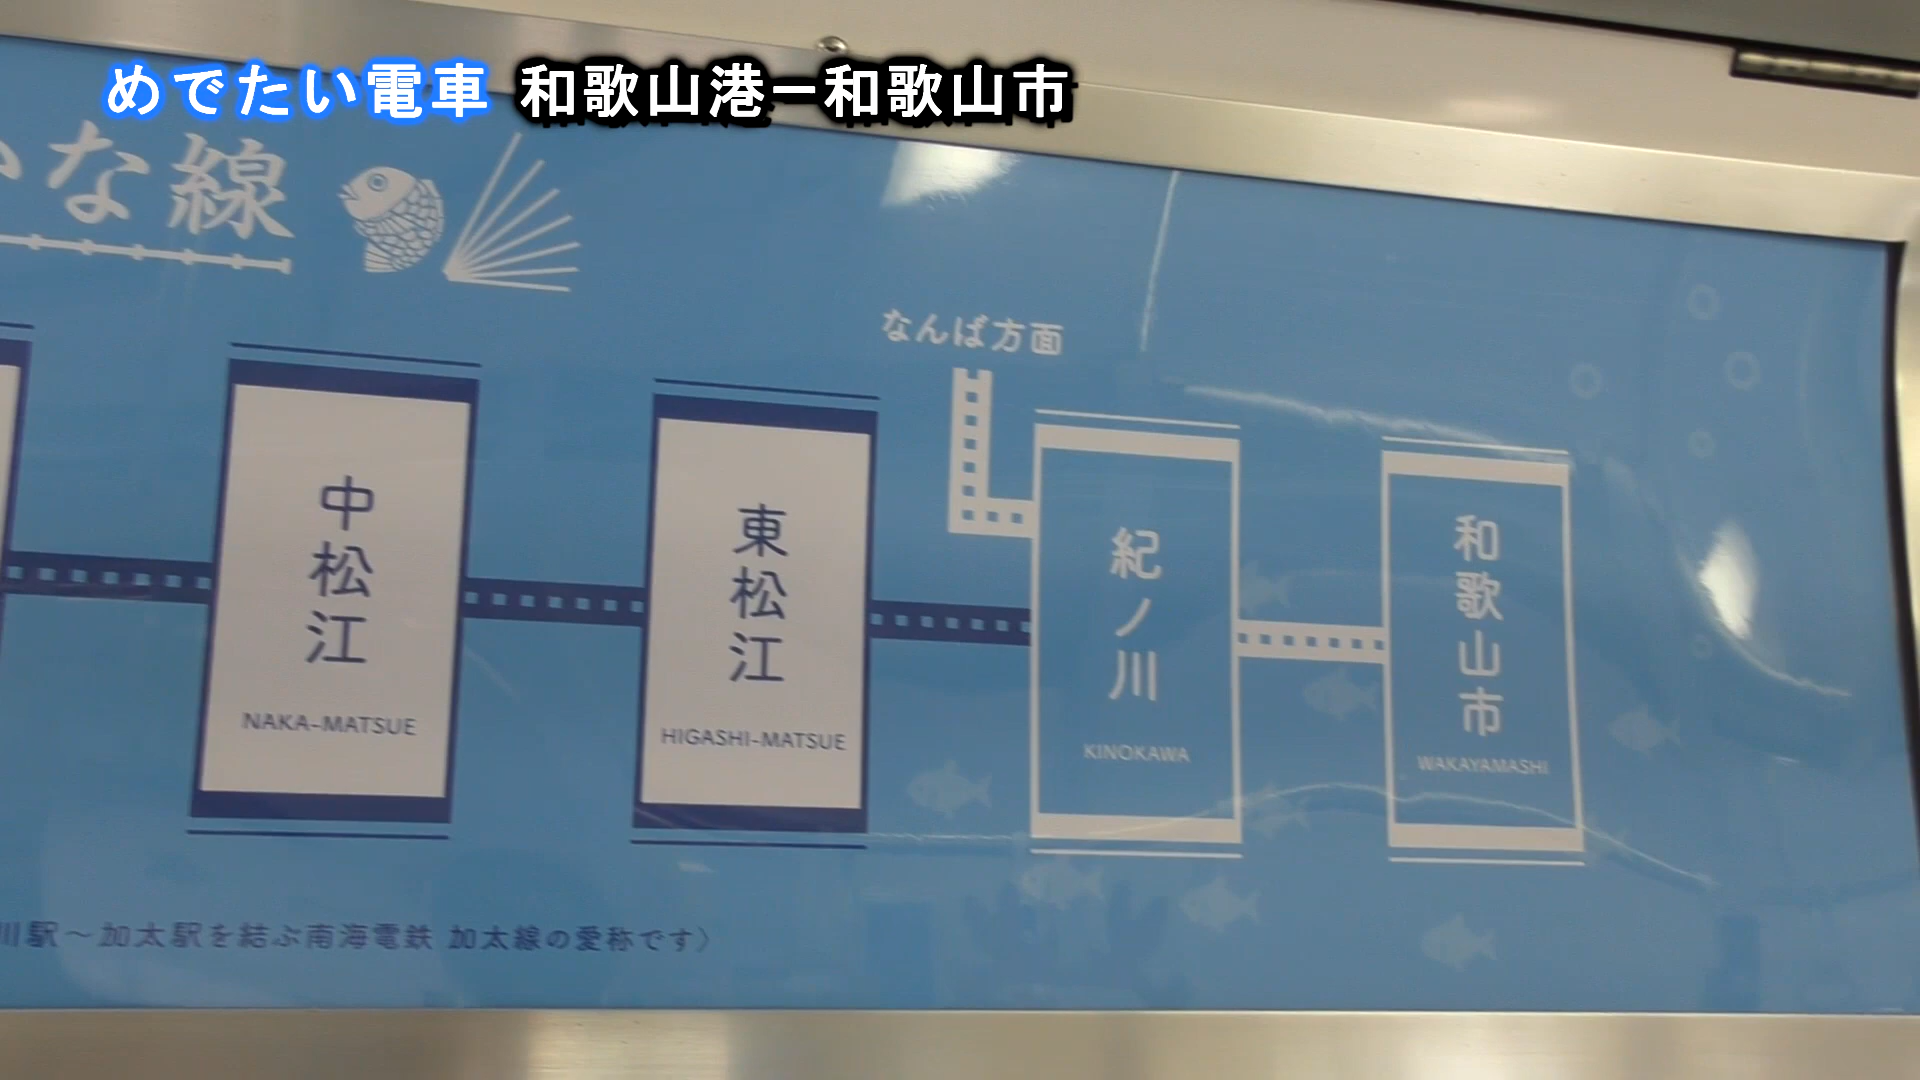 めでたい電車 和歌山港ー和歌山市
な線
なんば方面
中松江
NAKA-MATSUE
東松江
HIGASHI-MATSUE
紀ノ川
KINOKAWA
和歌山市
WAKAYAMASHI
川駅～加太駅を結ぶ南海電鉄 加太線の愛称です〉